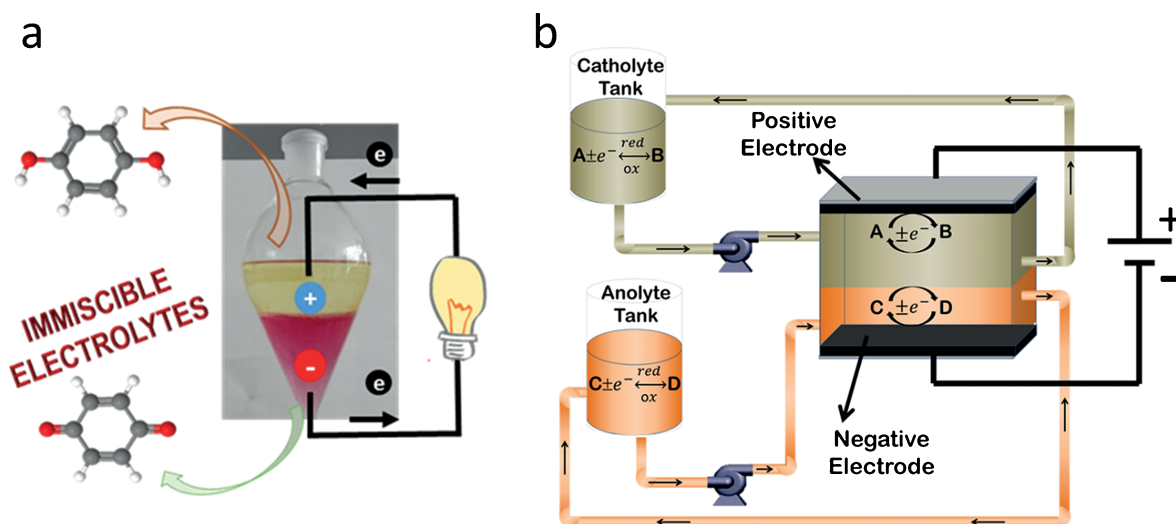 a
IMMISCIBLE
ELECTROLYTES
e
+
-
e
b
Catholyte
Tank
A±e⁻ red ⟷ ox B
Positive
Electrode
A ±e⁻ B
+
Anolyte
Tank
C ±e⁻ D
−
C±e⁻ red ⟷ ox D
Negative
Electrode